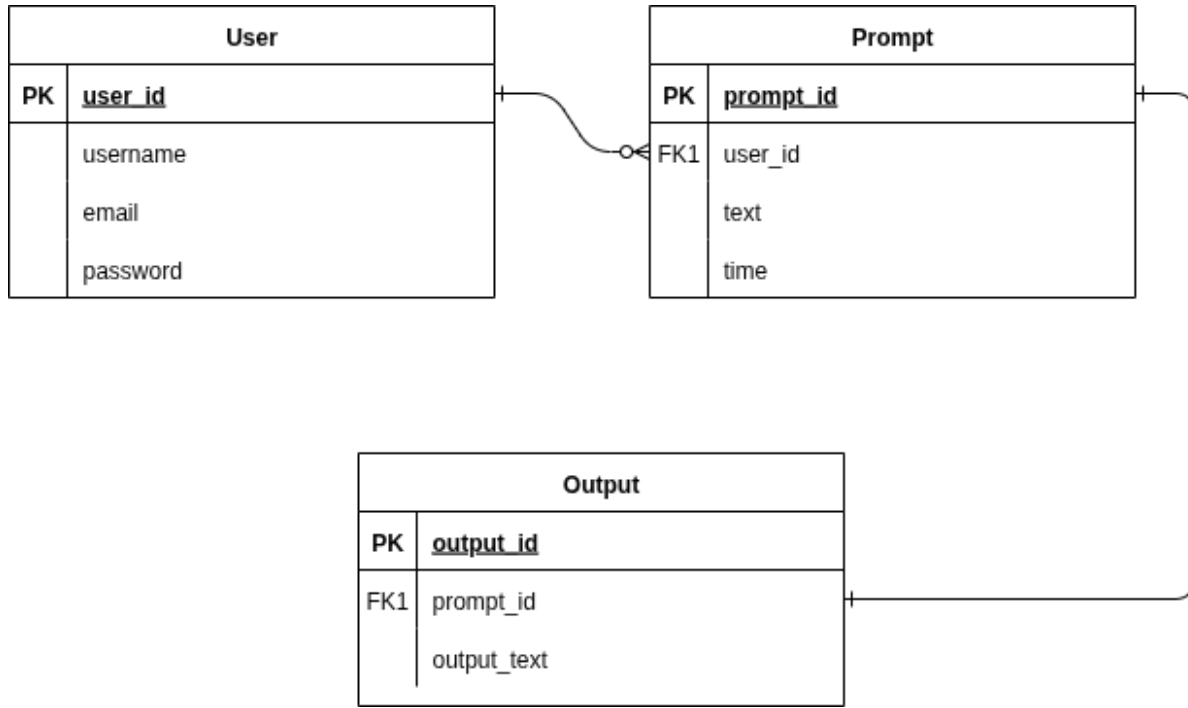 User
PK user_id
username
email
password
Prompt
PK prompt_id
FK1 user_id
text
time
Output
PK output_id
FK1 prompt_id
output_text